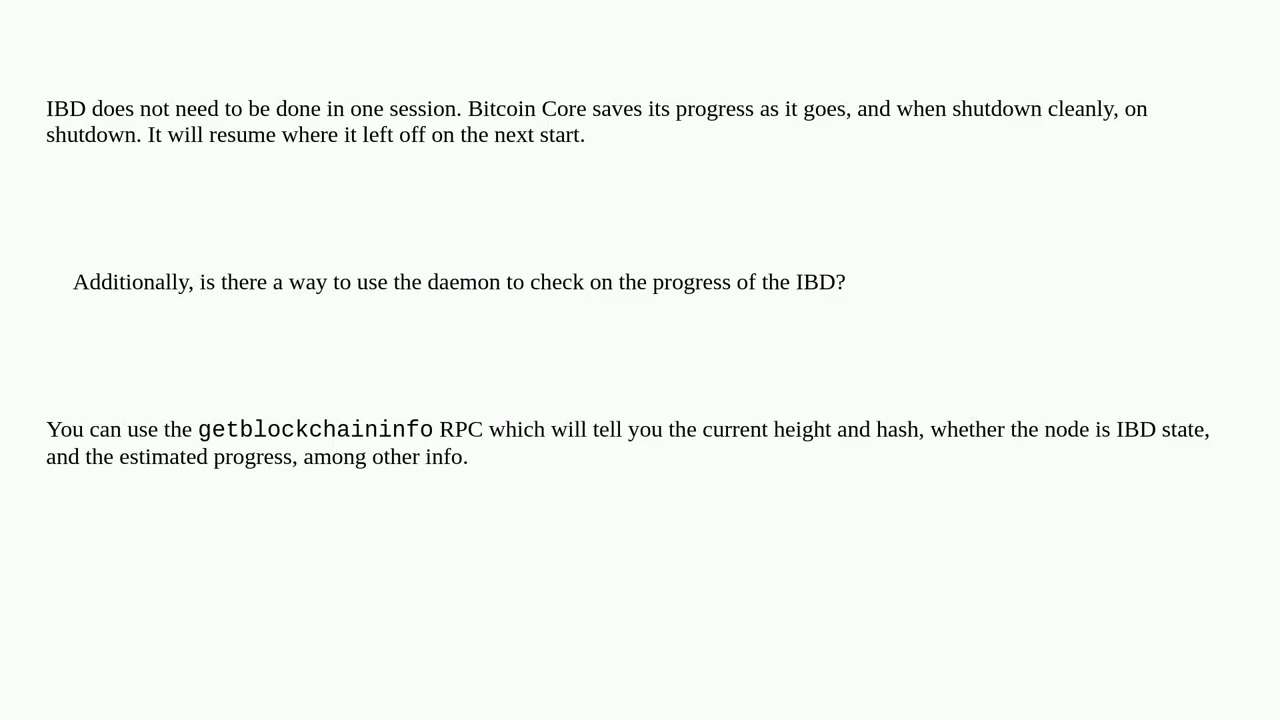 IBD does not need to be done in one session. Bitcoin Core saves its progress as it goes, and when shutdown cleanly, on
shutdown. It will resume where it left off on the next start.
Additionally, is there a way to use the daemon to check on the progress of the IBD?
You can use the getblockchaininfo RPC which will tell you the current height and hash, whether the node is IBD state,
and the estimated progress, among other info.